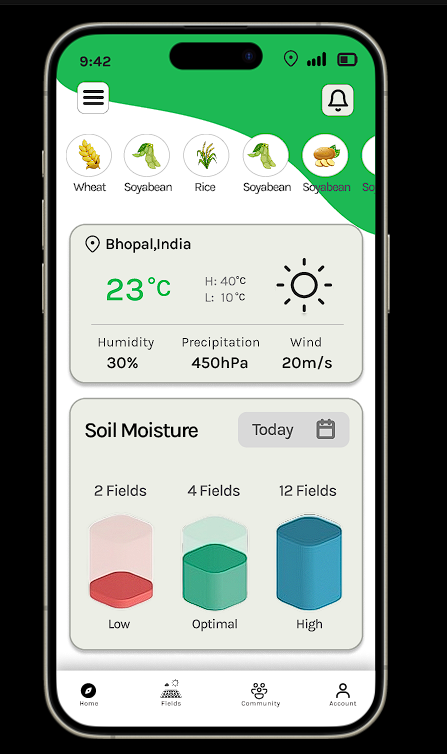 9:42
Wheat Soyabean Rice Soyabean Soyabean So
Bhopal,India
23°C
H: 40°C
L: 10°C
Humidity Precipitation Wind
30% 450hPa 20m/s
Soil Moisture Today
2 Fields 4 Fields 12 Fields
Low Optimal High
Home Fields Community Account